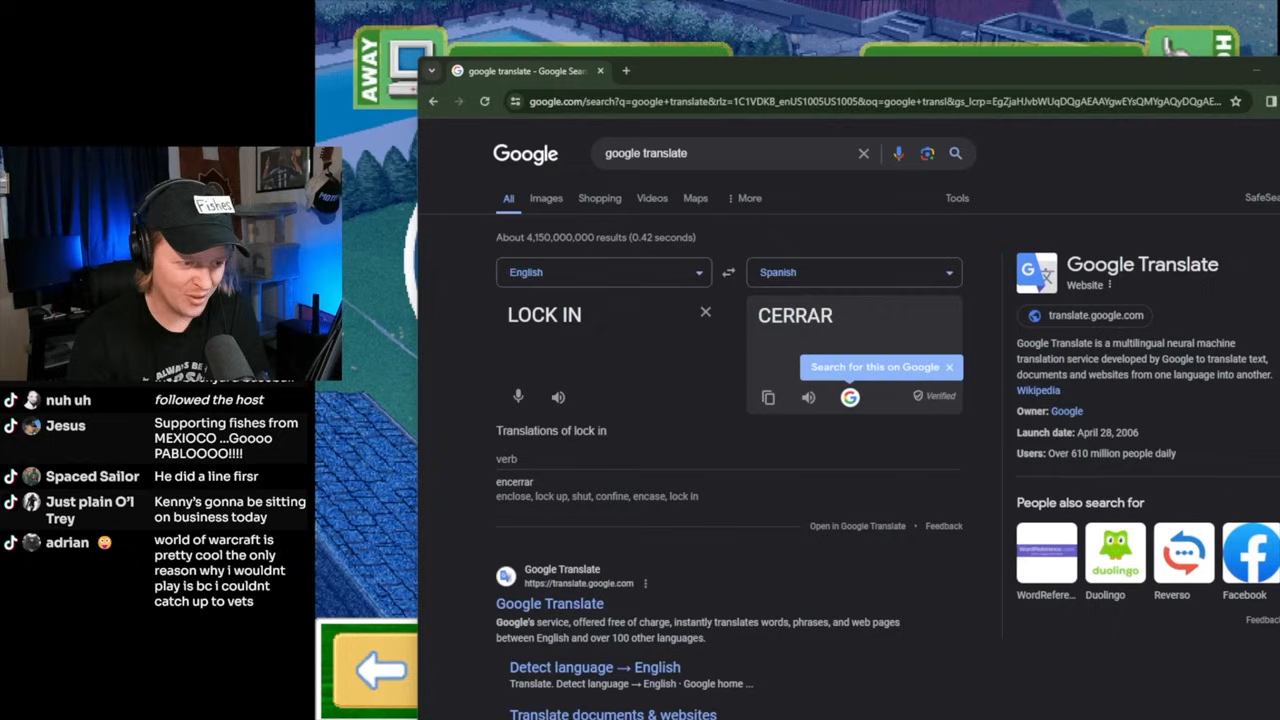 AWAY
HO
google translate - Google Sear
google.com/search?q=google+translate&rlz=1C1VDKB_enUS1005US1005&oq=google+transl&gs_lcrp=EgZjaHJvbWUqDQgAEAAYgwEYsQMYgAQyDQgAE...
Google
google translate
All Images Shopping Videos Maps More Tools SafeSea
About 4,150,000,000 results (0.42 seconds)
English Spanish
LOCK IN
CERRAR
Search for this on Google
Verified
Translations of lock in
verb
encerrar
enclose, lock up, shut, confine, encase, lock in
Open in Google Translate • Feedback
Google Translate
https://translate.google.com
Google Translate
Google's service, offered free of charge, instantly translates words, phrases, and web pages
between English and over 100 other languages.
Detect language → English
Translate. Detect language → English · Google home ...
Translate documents & websites
Google Translate
Website
translate.google.com
Google Translate is a multilingual neural machine
translation service developed by Google to translate text,
documents and websites from one language into another.
Wikipedia
Owner: Google
Launch date: April 28, 2006
Users: Over 610 million people daily
People also search for
WordRefere... Duolingo Reverso Facebook
duolingo
Feedbac
Fishes
ALWAYS BE
nuh uh followed the host
Jesus Supporting fishes from
MEXIOCO ...Goooo
PABLOOOO!!!!
Spaced Sailor He did a line firsr
Just plain O'l Kenny's gonna be sitting
Trey on business today
adrian world of warcraft is
pretty cool the only
reason why i wouldnt
play is bc i couldnt
catch up to vets